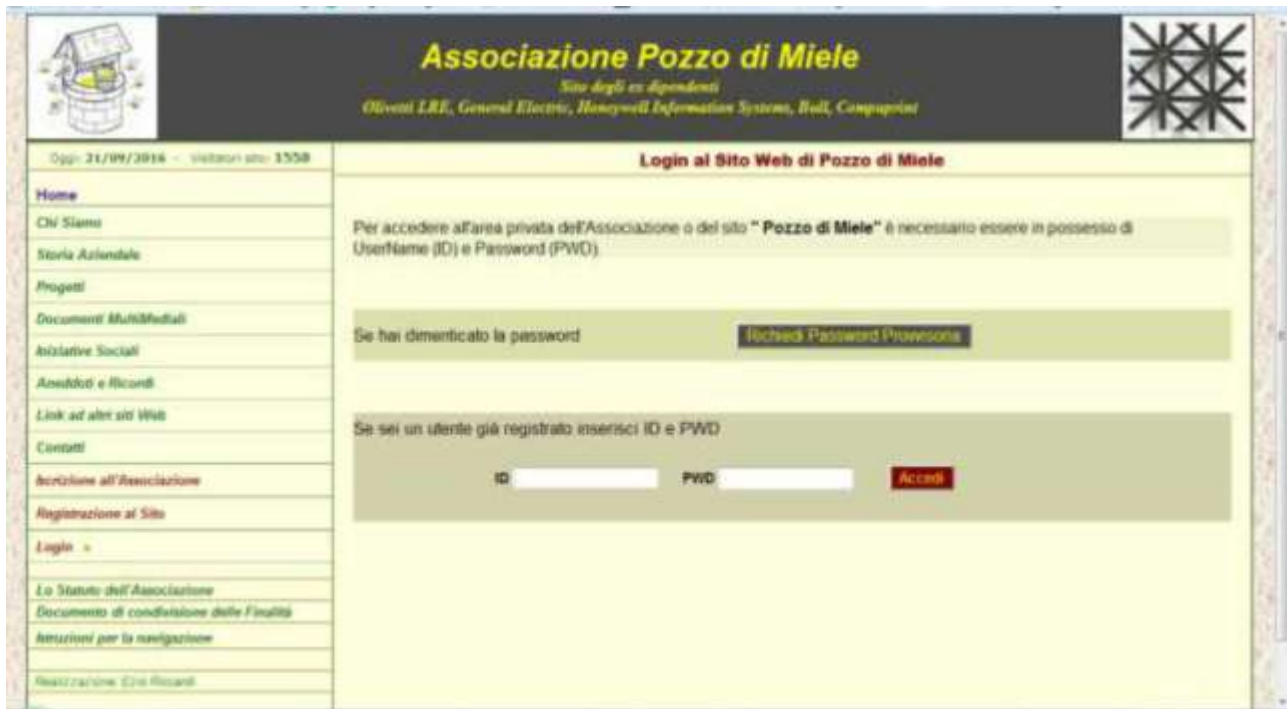 Associazione Pozzo di Miele
Sito degli ex dipendenti
Olivetti LRE, General Electric, Honeywell Information Systems, Bull, Compuprint
Oggi: 21/09/2016 - Visitatori sito: 1550
Login al Sito Web di Pozzo di Miele
Home
Chi Siamo
Storia Aziendale
Progetti
Documenti MultiMediali
Iniziative Sociali
Aneddoti e Ricordi
Link ad altri siti Web
Contatti
Iscrizione all'Associazione
Registrazione al Sito
Login »
Lo Statuto dell'Associazione
Documento di condivisione delle Finalità
Istruzioni per la navigazione
Realizzazione: Ezio
Per accedere all'area privata dell'Associazione o del sito " Pozzo di Miele" è necessario essere in possesso di
UserName (ID) e Password (PWD).
Se hai dimenticato la password
Richiedi Password Provvisoria
Se sei un utente già registrato inserisci ID e PWD
ID
PWD
Accedi